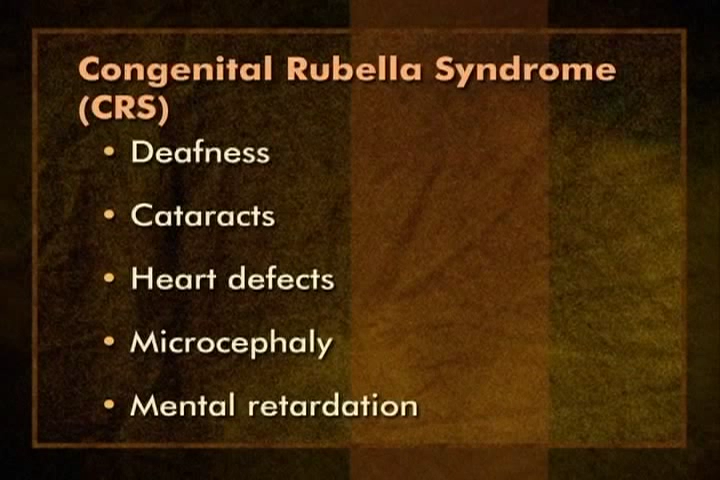 Congenital Rubella Syndrome
(CRS)
• Deafness
• Cataracts
• Heart defects
• Microcephaly
• Mental retardation